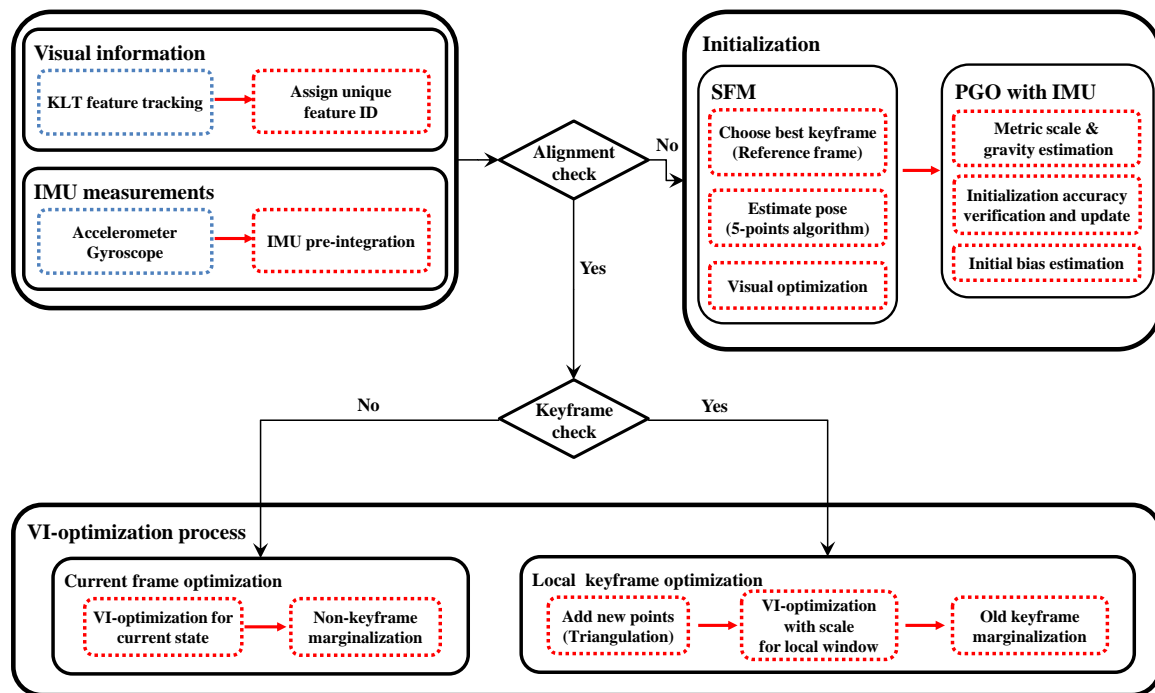 Visual information
KLT feature tracking
Assign unique
feature ID
IMU measurements
Accelerometer
Gyroscope
IMU pre-integration
Alignment
check
No
Yes
Initialization
SFM
Choose best keyframe
(Reference frame)
Estimate pose
(5-points algorithm)
Visual optimization
PGO with IMU
Metric scale &
gravity estimation
Initialization accuracy
verification and update
Initial bias estimation
Keyframe
check
No
Yes
VI-optimization process
Current frame optimization
VI-optimization for
current state
Non-keyframe
marginalization
Local keyframe optimization
Add new points
(Triangulation)
VI-optimization
with scale
for local window
Old keyframe
marginalization